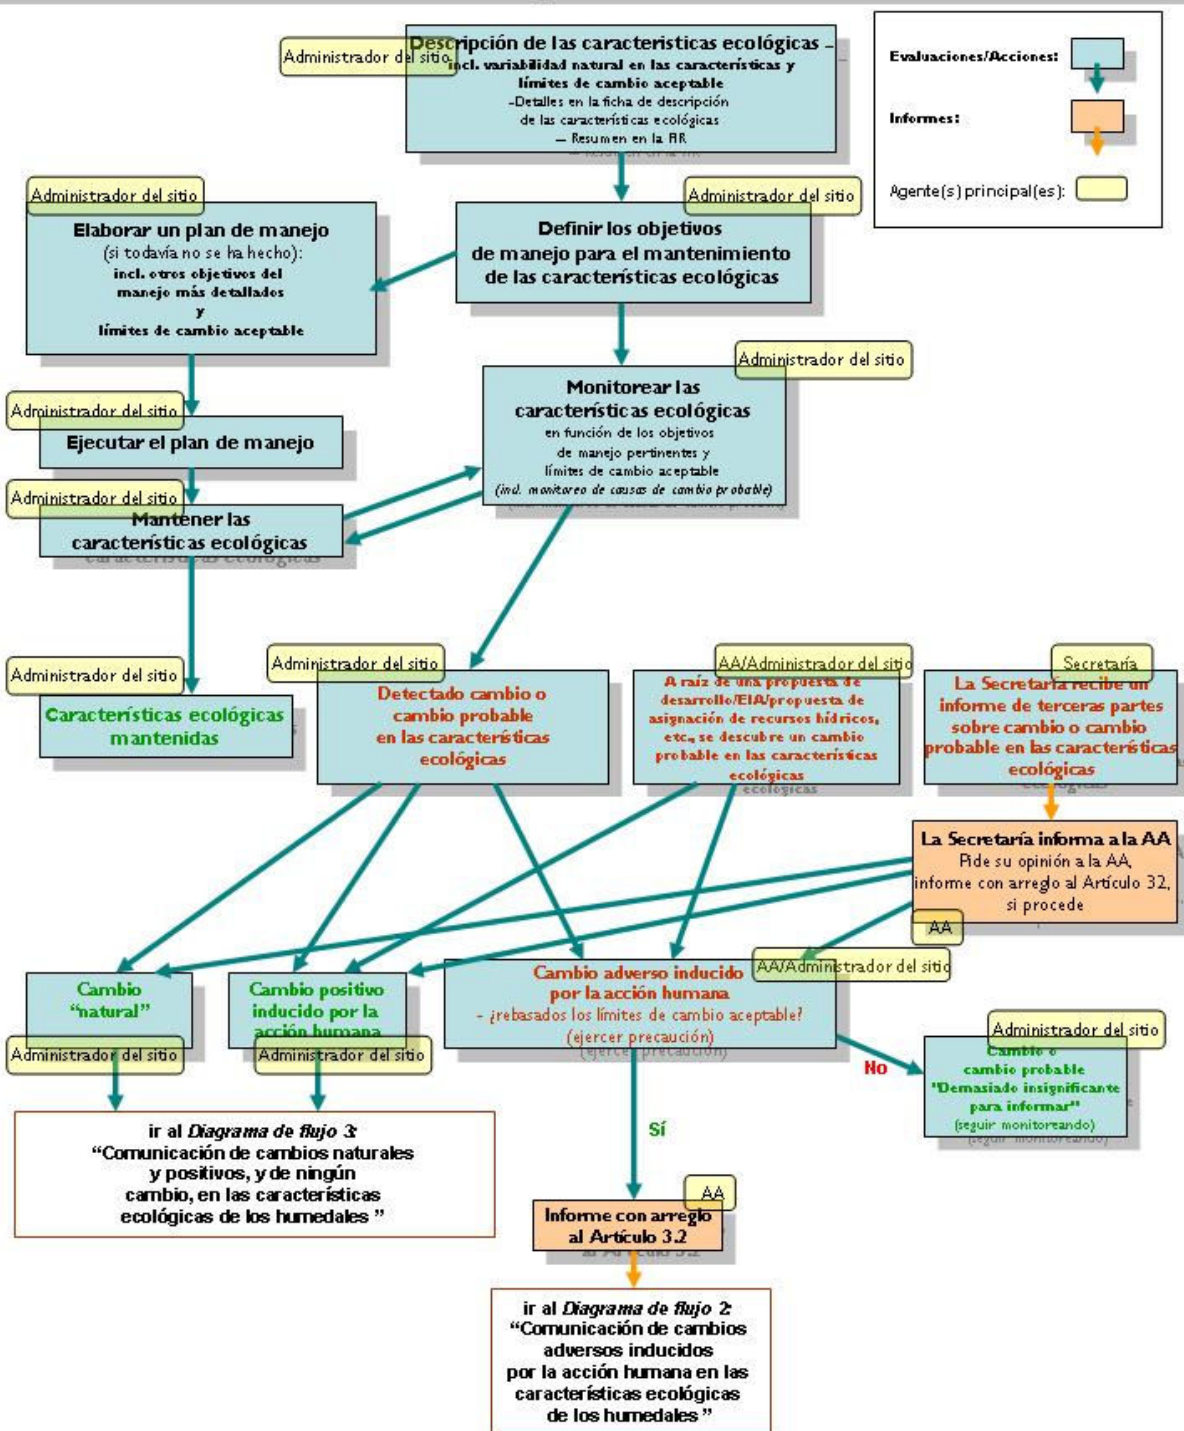 Administrador del sitio
Descripción de las características ecológicas –
incl. variabilidad natural en las características y
límites de cambio aceptable
-Detalles en la ficha de descripción
de las características ecológicas
— Resumen en la FIR
Evaluaciones/Acciones:
Informes:
Agente(s) principal(es):
Administrador del sitio
Elaborar un plan de manejo
(si todavía no se ha hecho):
incl. otros objetivos del
manejo más detallados
y
límites de cambio aceptable
Administrador del sitio
Definir los objetivos
de manejo para el mantenimiento
de las características ecológicas
Administrador del sitio
Monitorear las
características ecológicas
en función de los objetivos
de manejo pertinentes y
límites de cambio aceptable
(incl. monitoreo de causas de cambio probable)
Administrador del sitio
Ejecutar el plan de manejo
Administrador del sitio
Mantener las
características ecológicas
Administrador del sitio
Características ecológicas
mantenidas
Administrador del sitio
Detectado cambio o
cambio probable
en las características
ecológicas
AA/Administrador del sitio
A raíz de una propuesta de
desarrollo/EIA/propuesta de
asignación de recursos hídricos,
etc., se descubre un cambio
probable en las características
ecológicas
Secretaría
La Secretaría recibe un
informe de terceras partes
sobre cambio o cambio
probable en las características
ecológicas
La Secretaría informa a la AA
Pide su opinión a la AA,
informe con arreglo al Artículo 32,
si procede
AA
Cambio
“natural”
Administrador del sitio
Cambio positivo
inducido por la
acción humana
Administrador del sitio
AA/Administrador del sitio
Cambio adverso inducido
por la acción humana
- ¿rebasados los límites de cambio aceptable?
(ejercer precaución)
No
Sí
Administrador del sitio
Cambio o
cambio probable
"Demasiado insignificante
para informar"
(seguir monitoreando)
ir al Diagrama de flujo 3:
“Comunicación de cambios naturales
y positivos, y de ningún
cambio, en las características
ecológicas de los humedales ”
AA
Informe con arreglo
al Artículo 3.2
ir al Diagrama de flujo 2:
“Comunicación de cambios
adversos inducidos
por la acción humana en las
características ecológicas
de los humedales ”